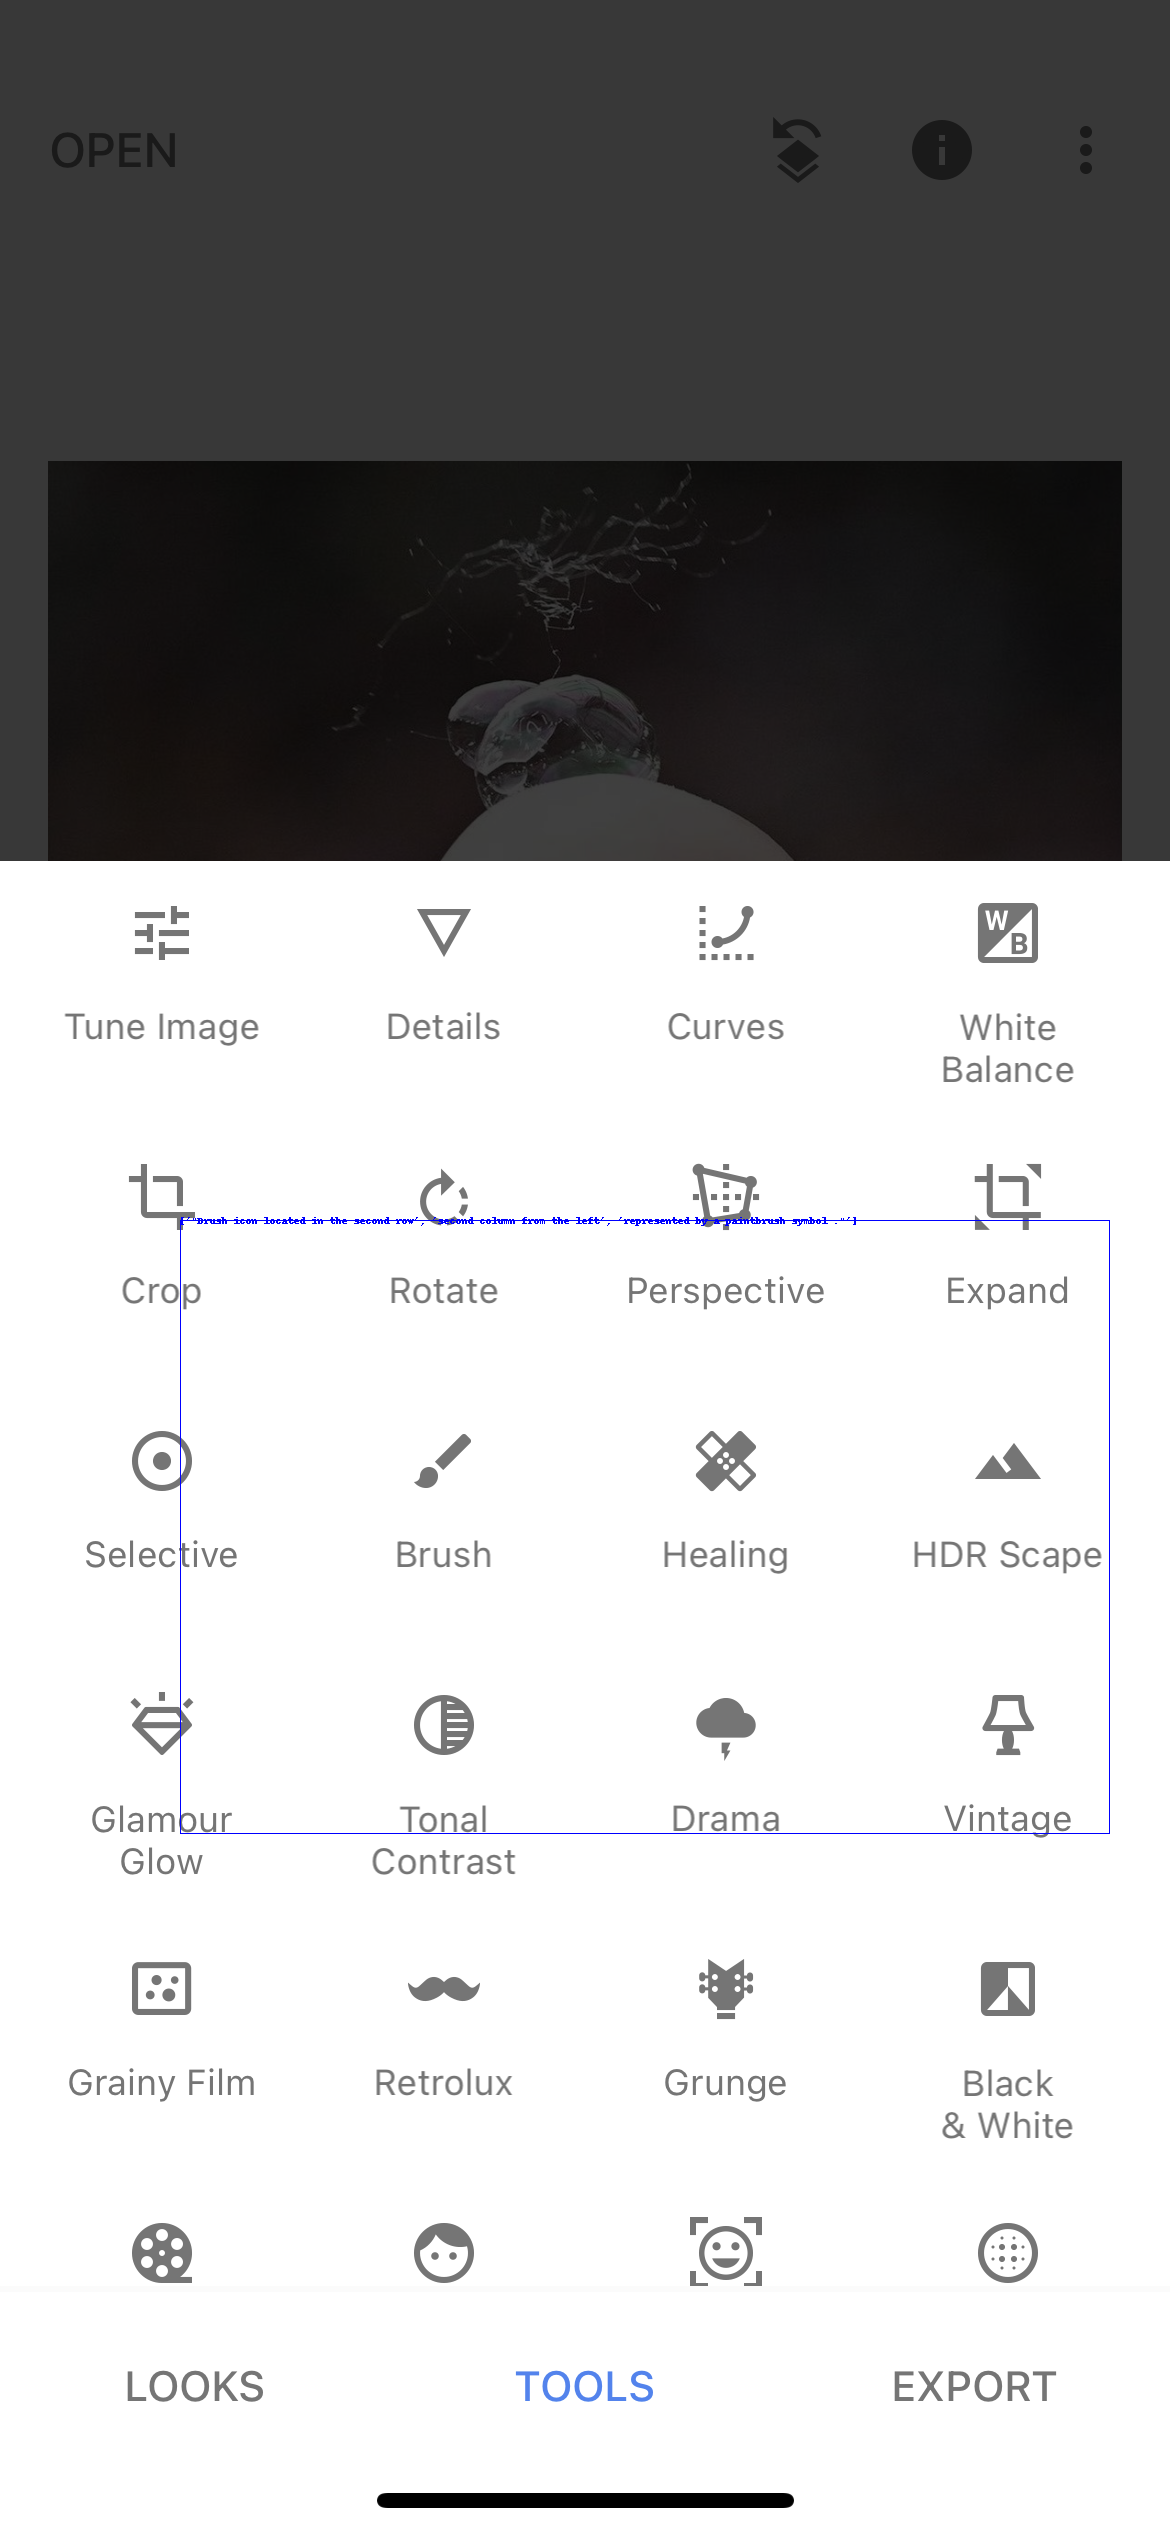 OPEN
Tune Image
Details
Curves
W
B
White
Balance
['"Brush icon located in the second row', 'second column from the left', 'represented by a paintbrush symbol ."']
Crop
Rotate
Perspective
Expand
Selective
Brush
Healing
HDR Scape
Glamour
Glow
Tonal
Contrast
Drama
Vintage
Grainy Film
Retrolux
Grunge
Black
& White
LOOKS
TOOLS
EXPORT